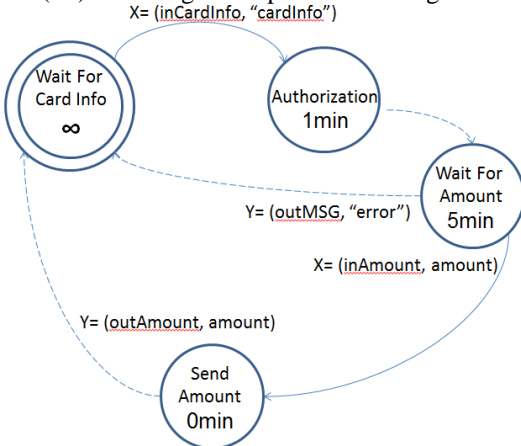 X= (inCardInfo, “cardInfo”)
Wait For
Card Info
∞
Authorization
1min
Wait For
Amount
5min
Y= (outMSG, “error”)
X= (inAmount, amount)
Y= (outAmount, amount)
Send
Amount
0min